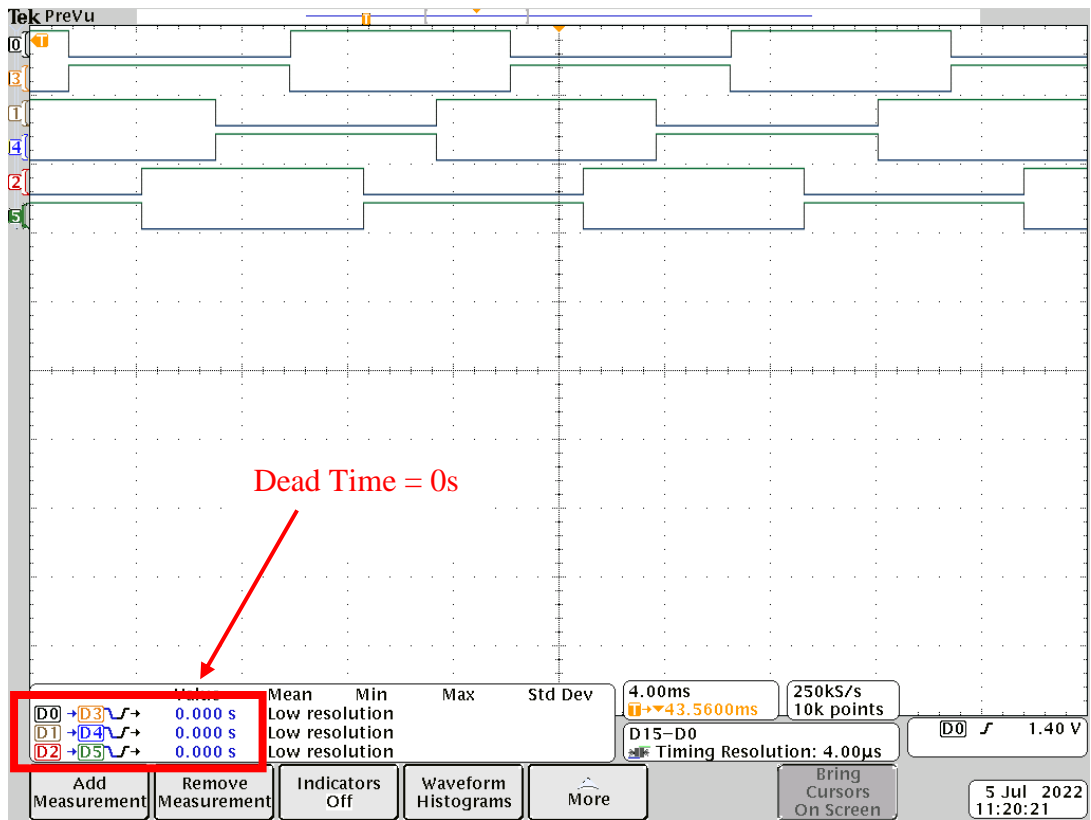 Tek PreVu
T
0
T
3
1
4
2
5
Dead Time = 0s
Value Mean Min Max Std Dev
D0 → D3 0.000 s Low resolution
D1 → D4 0.000 s Low resolution
D2 → D5 0.000 s Low resolution
4.00ms
T→▼43.5600ms
250kS/s
10k points
D15-D0
Timing Resolution: 4.00µs
D0 1.40 V
Add
Measurement
Remove
Measurement
Indicators
Off
Waveform
Histograms
More
Bring
Cursors
On Screen
5 Jul 2022
11:20:21